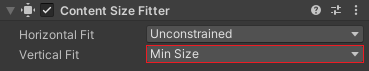 Content Size Fitter
Horizontal Fit Unconstrained
Vertical Fit Min Size